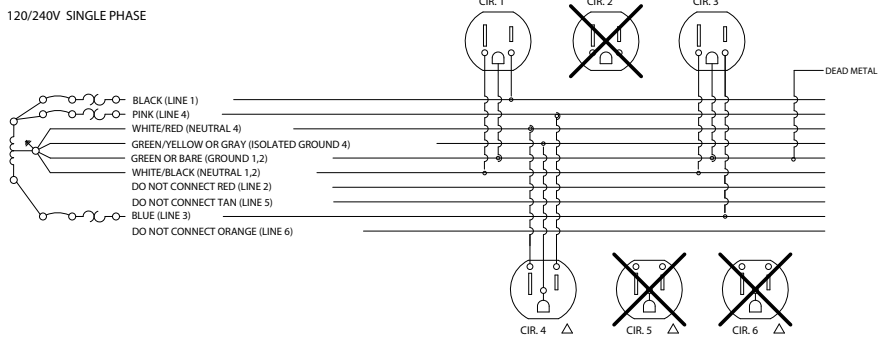 120/240V SINGLE PHASE
CIR. 1
CIR. 2
CIR. 3
DEAD METAL
BLACK (LINE 1)
PINK (LINE 4)
WHITE/RED (NEUTRAL 4)
GREEN/YELLOW OR GRAY (ISOLATED GROUND 4)
GREEN OR BARE (GROUND 1,2)
WHITE/BLACK (NEUTRAL 1,2)
DO NOT CONNECT RED (LINE 2)
DO NOT CONNECT TAN (LINE 5)
BLUE (LINE 3)
DO NOT CONNECT ORANGE (LINE 6)
CIR. 4
CIR. 5
CIR. 6